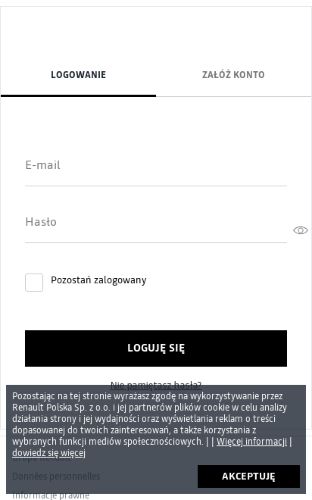 LOGOWANIE
ZAŁÓŻ KONTO
E-mail
Hasło
Pozostań zalogowany
LOGUJĘ SIĘ
Nie pamiętasz hasła?
Pozostając na tej stronie wyrażasz zgodę na wykorzystywanie przez
Renault Polska Sp. z o.o. i jej partnerów plików cookie w celu analizy
działania strony i jej wydajności oraz wyświetlania reklam o treści
dopasowanej do twoich zainteresowań, a także korzystania z
wybranych funkcji mediów społecznościowych. | | Więcej informacji |
dowiedz się więcej
Données personnelles
AKCEPTUJĘ
Informacje prawne